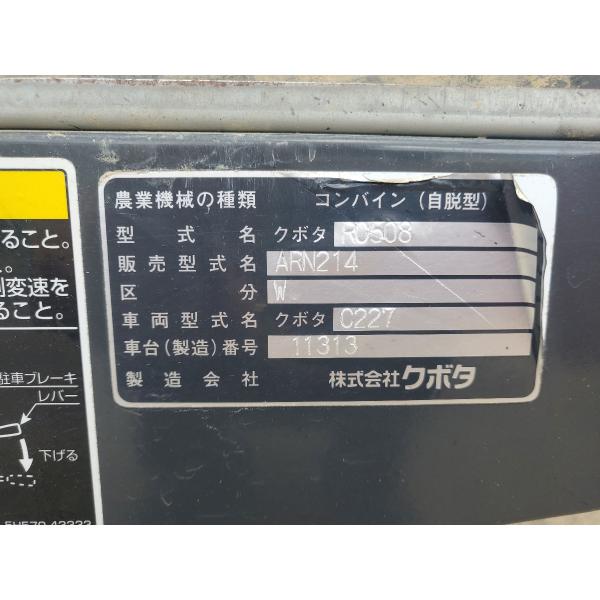 農業機械の種類 コンバイン(自脱型)
型式名 クボタ RC508
販売型式名 ARN214
区分 W
車両型式名 クボタ C227
車台(製造)番号 11313
製造会社 株式会社クボタ
ること。
。
変速を
ること。
駐車ブレーキ
レバー
下げる